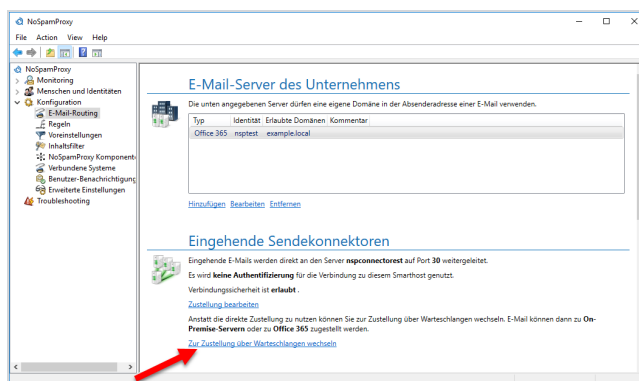 NoSpamProxy
File Action View Help
NoSpamProxy
Monitoring
Menschen und Identitäten
Konfiguration
E-Mail-Routing
Regeln
Voreinstellungen
Inhaltsfilter
NoSpamProxy Komponent
Verbundene Systeme
Benutzer-Benachrichtigung
Erweiterte Einstellungen
Troubleshooting
E-Mail-Server des Unternehmens
Die unten angegebenen Server dürfen eine eigene Domäne in der Absenderadresse einer E-Mail verwenden.
Typ Identität Erlaubte Domänen Kommentar
Office 365 nsptest example.local
Hinzufügen Bearbeiten Entfernen
Eingehende Sendekonnektoren
Eingehende E-Mails werden direkt an den Server nspconnectorest auf Port 30 weitergeleitet.
Es wird keine Authentifizierung für die Verbindung zu diesem Smarthost genutzt.
Verbindungssicherheit ist erlaubt .
Zustellung bearbeiten
Anstatt die direkte Zustellung zu nutzen können Sie zur Zustellung über Warteschlangen wechseln. E-Mail können dann zu On-
Premise-Servern oder zu Office 365 zugestellt werden.
Zur Zustellung über Warteschlangen wechseln